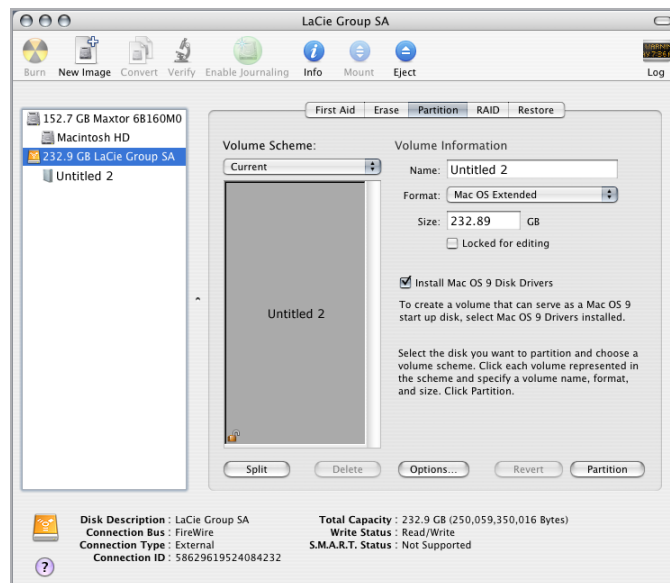 LaCie Group SA
Burn New Image Convert Verify Enable Journaling Info Mount Eject Log
First Aid Erase Partition RAID Restore
152.7 GB Maxtor 6B160M0
Macintosh HD
232.9 GB LaCie Group SA
Untitled 2
Volume Scheme:
Current
Untitled 2
Volume Information
Name: Untitled 2
Format: Mac OS Extended
Size: 232.89 GB
Locked for editing
Install Mac OS 9 Disk Drivers
To create a volume that can serve as a Mac OS 9
start up disk, select Mac OS 9 Drivers installed.
Select the disk you want to partition and choose a
volume scheme. Click each volume represented in
the scheme and specify a volume name, format,
and size. Click Partition.
Split Delete Options... Revert Partition
Disk Description : LaCie Group SA
Connection Bus : FireWire
Connection Type : External
Connection ID : 58629619524084232
Total Capacity : 232.9 GB (250,059,350,016 Bytes)
Write Status : Read/Write
S.M.A.R.T. Status : Not Supported
?